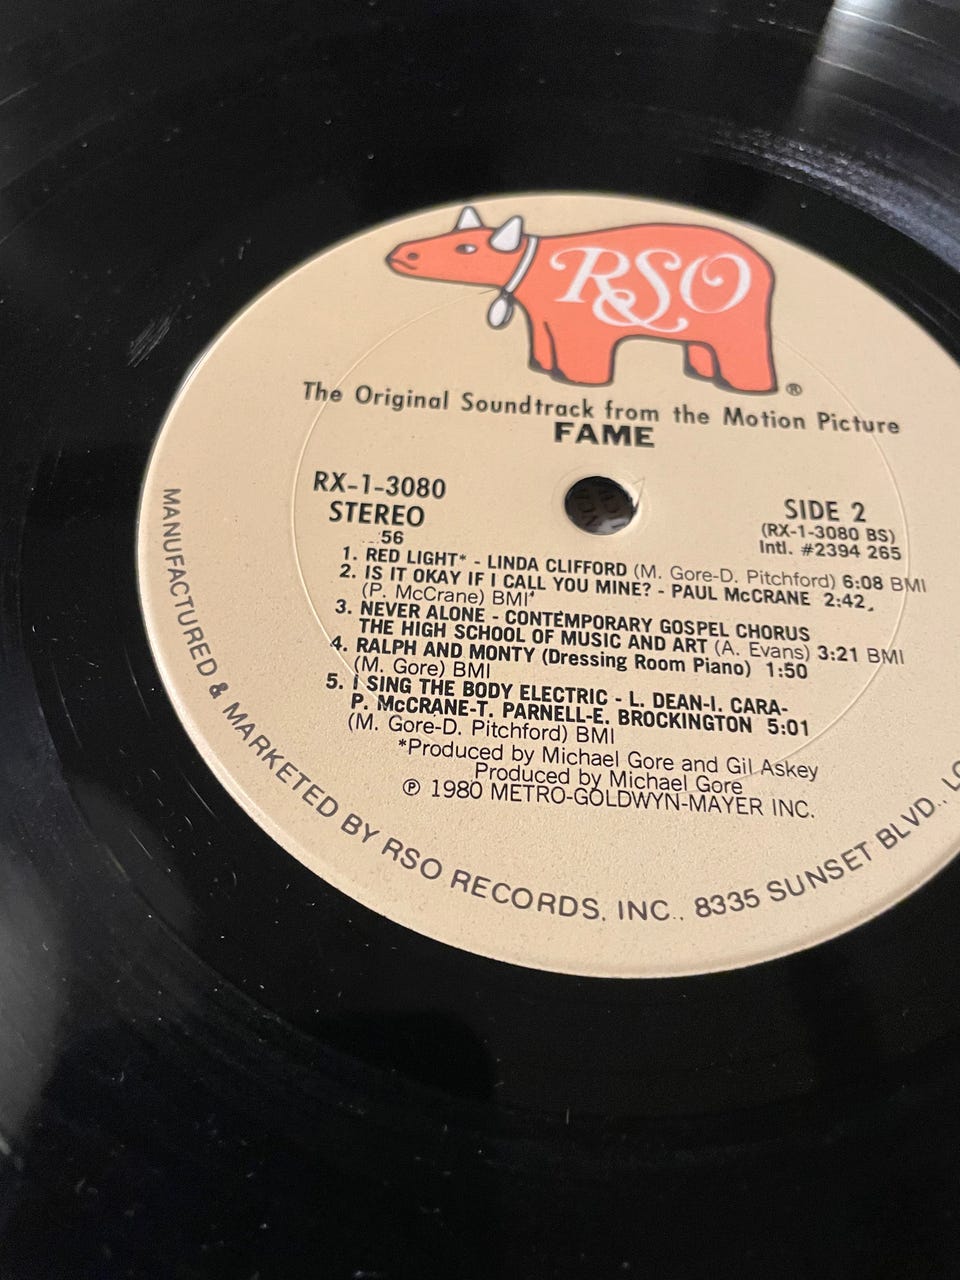 RSO
®
The Original Soundtrack from the Motion Picture
FAME
RX-1-3080
STEREO
56
SIDE 2
(RX-1-3080 BS)
Intl. #2394 265
1. RED LIGHT* - LINDA CLIFFORD (M. Gore-D. Pitchford) 6:08 BMI
2. IS IT OKAY IF I CALL YOU MINE? - PAUL McCRANE 2:42
(P. McCrane) BMI
3. NEVER ALONE - CONTEMPORARY GOSPEL CHORUS
THE HIGH SCHOOL OF MUSIC AND ART (A. Evans) 3:21 BMI
4. RALPH AND MONTY (Dressing Room Piano) 1:50
(M. Gore) BMI
5. I SING THE BODY ELECTRIC - L. DEAN-I. CARA-
P. McCRANE-T. PARNELL-E. BROCKINGTON 5:01
(M. Gore-D. Pitchford) BMI
*Produced by Michael Gore and Gil Askey
Produced by Michael Gore
℗ 1980 METRO-GOLDWYN-MAYER INC.
MANUFACTURED & MARKETED BY RSO RECORDS, INC., 8335 SUNSET BLVD., LO